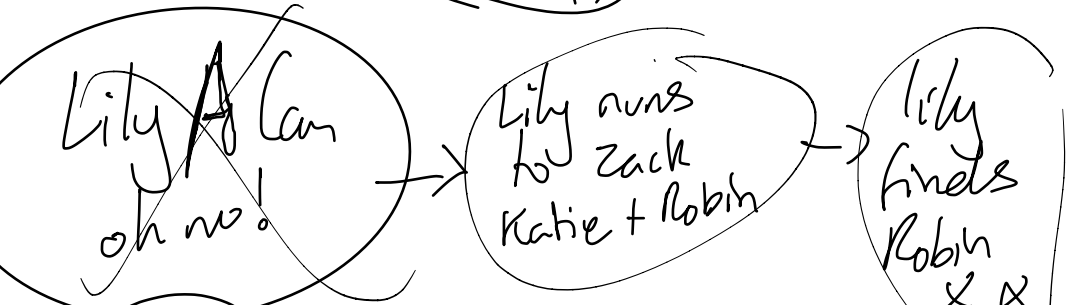 Lily & Cam
oh no!
Lily runs
to Zack
Katie + Robin
lily
finds
Robin